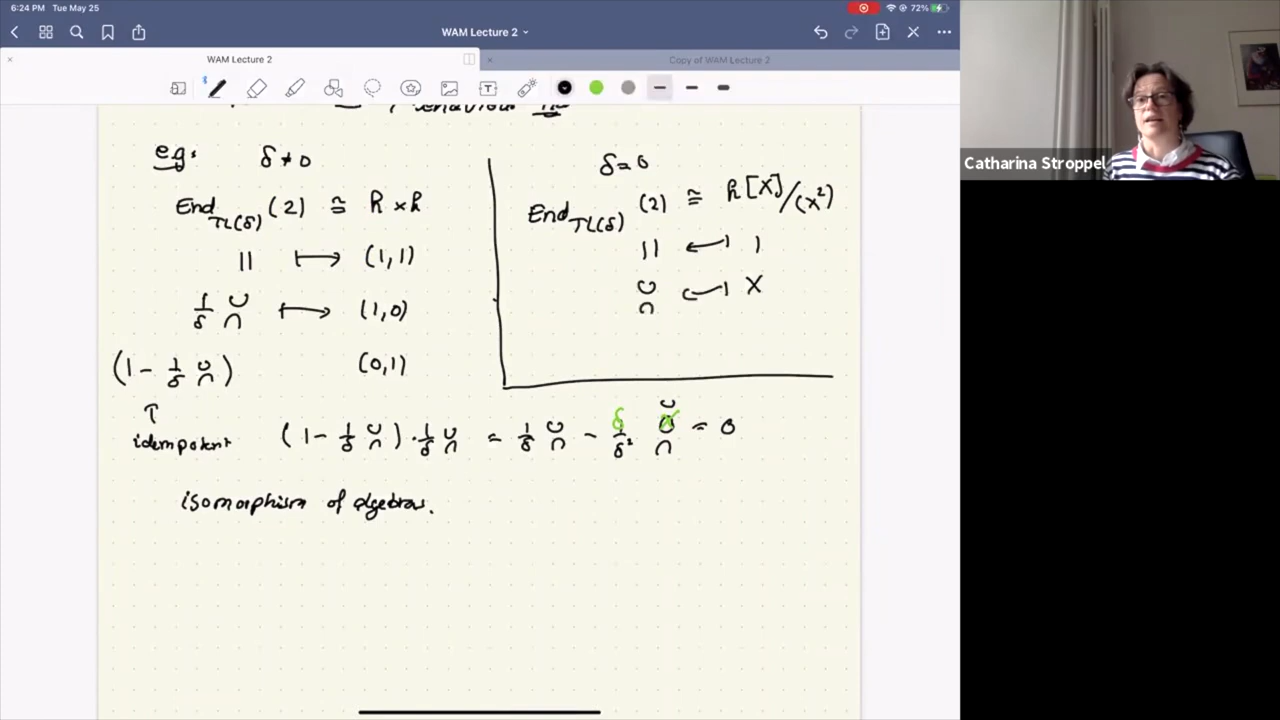 6:24 PM Tue May 25
72%
WAM Lecture 2
WAM Lecture 2
Copy of WAM Lecture 2
Catharina Stroppel
e.g: δ ≠ 0
End_TL(δ) (2) ≅ k × k
|| ↦ (1,1)
1/δ ∪∩ ↦ (1,0)
(1 - 1/δ ∪∩) (0,1)
↑
idempotent
δ = 0
End_TL(δ) (2) ≅ k[X]/(X²)
|| ↤ 1
∪∩ ↤ X
(1 - 1/δ ∪∩) · 1/δ ∪∩ = 1/δ ∪∩ - δ 1/δ² ∪∩ = 0
isomorphism of algebras.